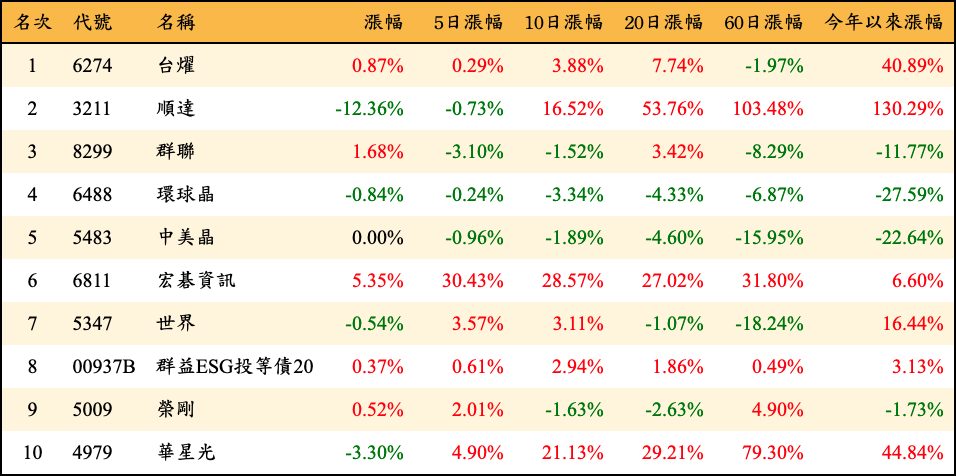 名次 代號 名稱 漲幅 5日漲幅 10日漲幅 20日漲幅 60日漲幅 今年以來漲幅
1 6274 台燿 0.87% 0.29% 3.88% 7.74% -1.97% 40.89%
2 3211 順達 -12.36% -0.73% 16.52% 53.76% 103.48% 130.29%
3 8299 群聯 1.68% -3.10% -1.52% 3.42% -8.29% -11.77%
4 6488 環球晶 -0.84% -0.24% -3.34% -4.33% -6.87% -27.59%
5 5483 中美晶 0.00% -0.96% -1.89% -4.60% -15.95% -22.64%
6 6811 宏碁資訊 5.35% 30.43% 28.57% 27.02% 31.80% 6.60%
7 5347 世界 -0.54% 3.57% 3.11% -1.07% -18.24% 16.44%
8 00937B 群益ESG投等債20 0.37% 0.61% 2.94% 1.86% 0.49% 3.13%
9 5009 榮剛 0.52% 2.01% -1.63% -2.63% 4.90% -1.73%
10 4979 華星光 -3.30% 4.90% 21.13% 29.21% 79.30% 44.84%